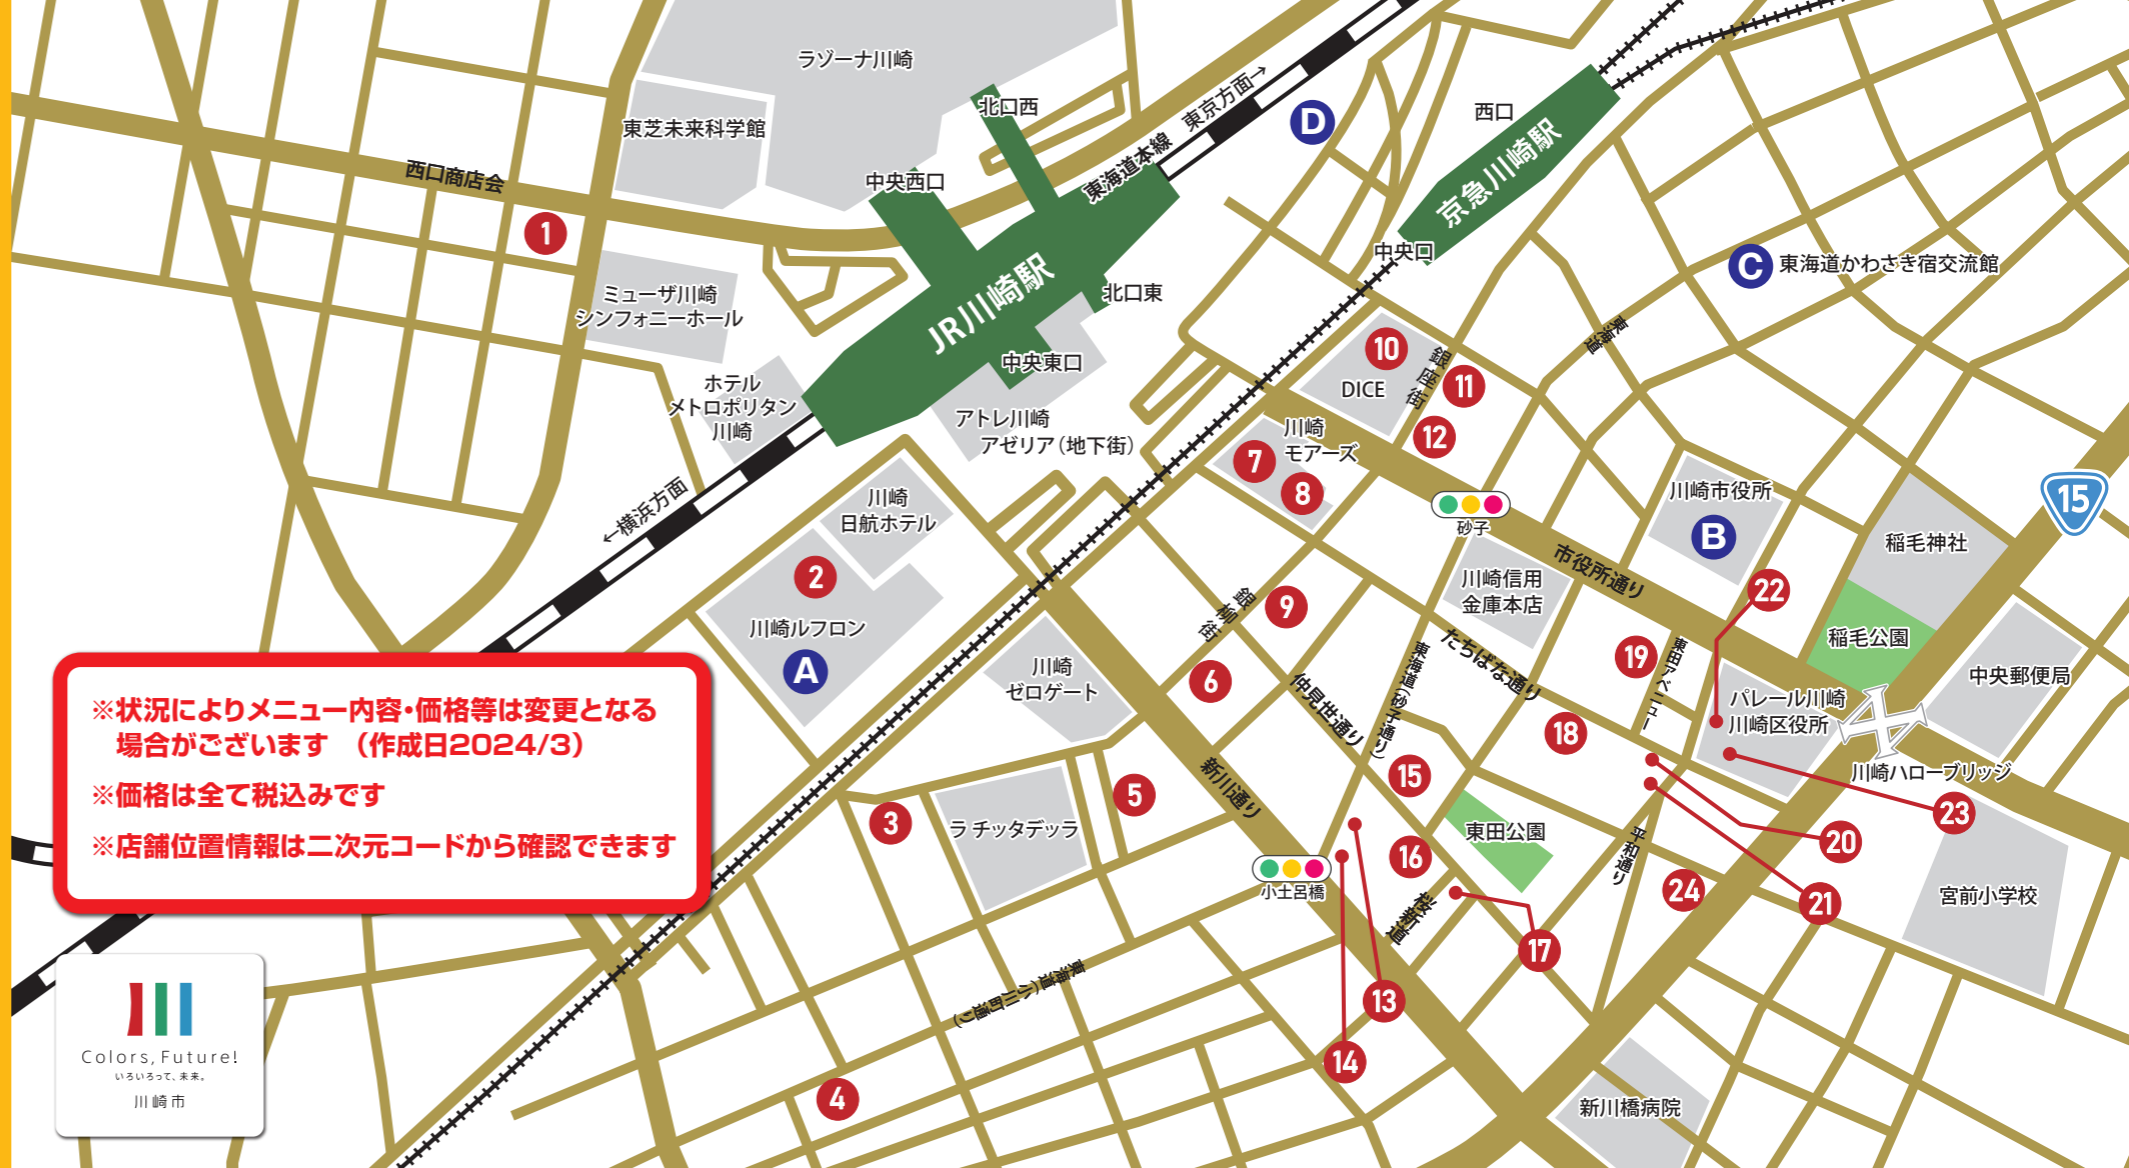 ラゾーナ川崎
東芝未来科学館
北口西
中央西口
西口商店会
東海道本線 東京方面→
D
西口
京急川崎駅
中央口
1
ミューザ川崎
シンフォニーホール
JR川崎駅
北口東
中央東口
C
東海道かわさき宿交流館
東海道
ホテル
メトロポリタン
川崎
アトレ川崎
アゼリア(地下街)
10
DICE
銀座街
11
12
川崎
モアーズ
7
8
←横浜方面
川崎
日航ホテル
2
川崎ルフロン
A
砂子
川崎市役所
B
15
稲毛神社
市役所通り
川崎信用
金庫本店
22
稲毛公園
銀柳街
9
6
川崎
ゼロゲート
仲見世通り
東海道(砂子通り)
たちばな通り
19
東田アベニュー
パレール川崎
川崎区役所
中央郵便局
18
川崎ハローブリッジ
新川通り
15
5
3
ラ チッタデッラ
東田公園
16
23
20
平和通り
小土呂橋
24
21
宮前小学校
桜新道
17
東海道(小川町通り)
13
14
4
新川橋病院
※状況によりメニュー内容・価格等は変更となる
場合がございます (作成日2024/3)
※価格は全て税込みです
※店舗位置情報は二次元コードから確認できます
Colors, Future!
いろいろって、未来。
川崎市